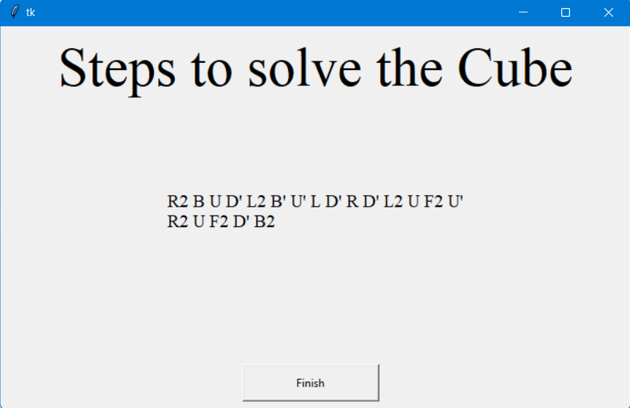 tk
Steps to solve the Cube
R2 B U D' L2 B' U' L D' R D' L2 U F2 U'
R2 U F2 D' B2
Finish